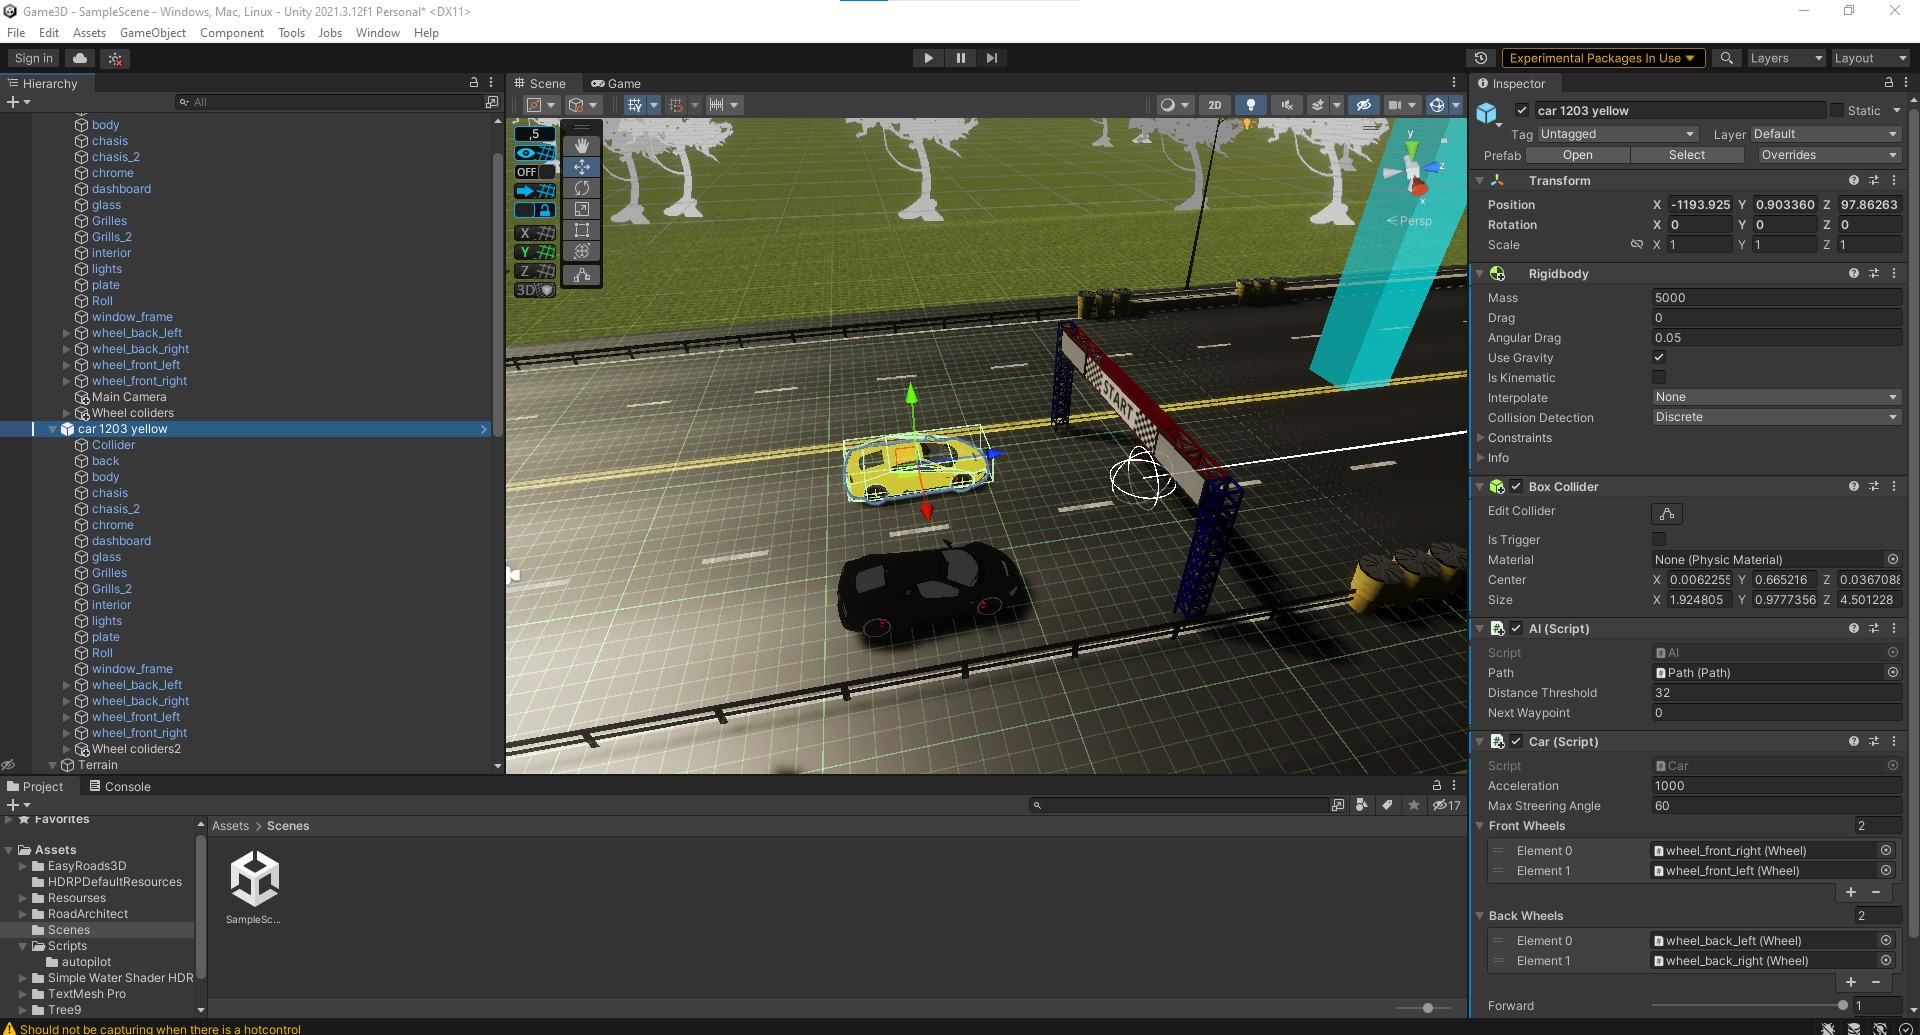 Game3D - SampleScene - Windows, Mac, Linux - Unity 2021.3.12f1 Personal* <DX11>
File Edit Assets GameObject Component Tools Jobs Window Help
Sign in
Experimental Packages In Use
Layers
Layout
Hierarchy
All
body
chasis
chasis_2
chrome
dashboard
glass
Grilles
Grills_2
interior
lights
plate
Roll
window_frame
wheel_back_left
wheel_back_right
wheel_front_left
wheel_front_right
Main Camera
Wheel coliders
car 1203 yellow
Collider
back
body
chasis
chasis_2
chrome
dashboard
glass
Grilles
Grills_2
interior
lights
plate
Roll
window_frame
wheel_back_left
wheel_back_right
wheel_front_left
wheel_front_right
Wheel coliders2
Terrain
Scene
Game
2D
,5
OFF
X
Y
Z
3D
y
z
x
Persp
START
Inspector
car 1203 yellow
Static
Tag Untagged
Layer Default
Prefab Open Select Overrides
Transform
Position X -1193.925 Y 0.903360 Z 97.86263
Rotation X 0 Y 0 Z 0
Scale X 1 Y 1 Z 1
Rigidbody
Mass 5000
Drag 0
Angular Drag 0.05
Use Gravity
Is Kinematic
Interpolate None
Collision Detection Discrete
Constraints
Info
Box Collider
Edit Collider
Is Trigger
Material None (Physic Material)
Center X 0.0062255 Y 0.665216 Z 0.0367088
Size X 1.924805 Y 0.9777356 Z 4.501228
AI (Script)
Script AI
Path Path (Path)
Distance Threshold 32
Next Waypoint 0
Car (Script)
Script Car
Acceleration 1000
Max Streering Angle 60
Front Wheels 2
Element 0 wheel_front_right (Wheel)
Element 1 wheel_front_left (Wheel)
Back Wheels 2
Element 0 wheel_back_left (Wheel)
Element 1 wheel_back_right (Wheel)
Forward 1
Project
Console
17
Favorites
Assets
EasyRoads3D
HDRPDefaultResources
Resourses
RoadArchitect
Scenes
Scripts
autopilot
Simple Water Shader HDR
TextMesh Pro
Tree9
Assets > Scenes
SampleSc...
Should not be capturing when there is a hotcontrol